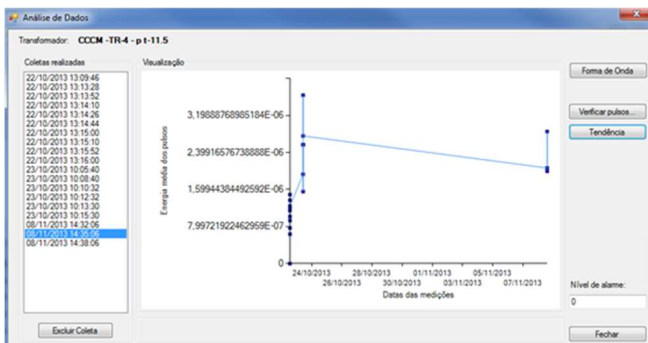 Análise de Dados
Transformador: CCCM -TR-4 - p t-11.5
Coletas realizadas
22/10/2013 13:09:46
22/10/2013 13:13:28
22/10/2013 13:13:52
22/10/2013 13:14:10
22/10/2013 13:14:26
22/10/2013 13:14:44
22/10/2013 13:15:00
22/10/2013 13:15:10
22/10/2013 13:15:52
22/10/2013 13:16:00
23/10/2013 10:05:40
23/10/2013 10:08:40
23/10/2013 10:10:32
23/10/2013 10:12:32
23/10/2013 10:13:30
23/10/2013 10:15:30
08/11/2013 14:32:06
08/11/2013 14:35:06
08/11/2013 14:38:06
Excluir Coleta
Visualização
Energia média dos pulsos
3,19888768985184E-06
2,39916576738888E-06
1,59944384492592E-06
7,99721922462959E-07
0
24/10/2013 28/10/2013 01/11/2013 05/11/2013
26/10/2013 30/10/2013 03/11/2013 07/11/2013
Datas das medições
Forma de Onda
Verificar pulsos...
Tendência
Nível de alarme:
0
Fechar